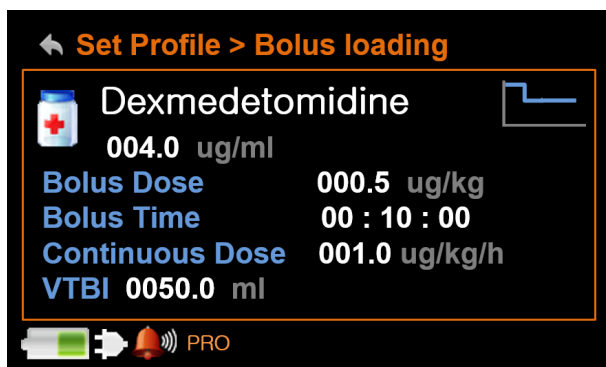 Set Profile > Bolus loading
Dexmedetomidine
004.0 ug/ml
Bolus Dose 000.5 ug/kg
Bolus Time 00 : 10 : 00
Continuous Dose 001.0 ug/kg/h
VTBI 0050.0 ml
PRO